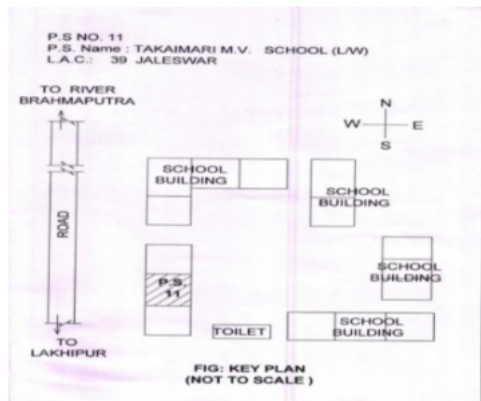 P.S NO. 11
P.S. Name : TAKAIMARI M.V. SCHOOL (L/W)
L.A.C.: 39 JALESWAR
TO RIVER
BRAHMAPUTRA
N
W E
S
SCHOOL
BUILDING
SCHOOL
BUILDING
ROAD
SCHOOL
BUILDING
P.S.
11
TOILET
SCHOOL
BUILDING
TO
LAKHIPUR
FIG: KEY PLAN
(NOT TO SCALE )